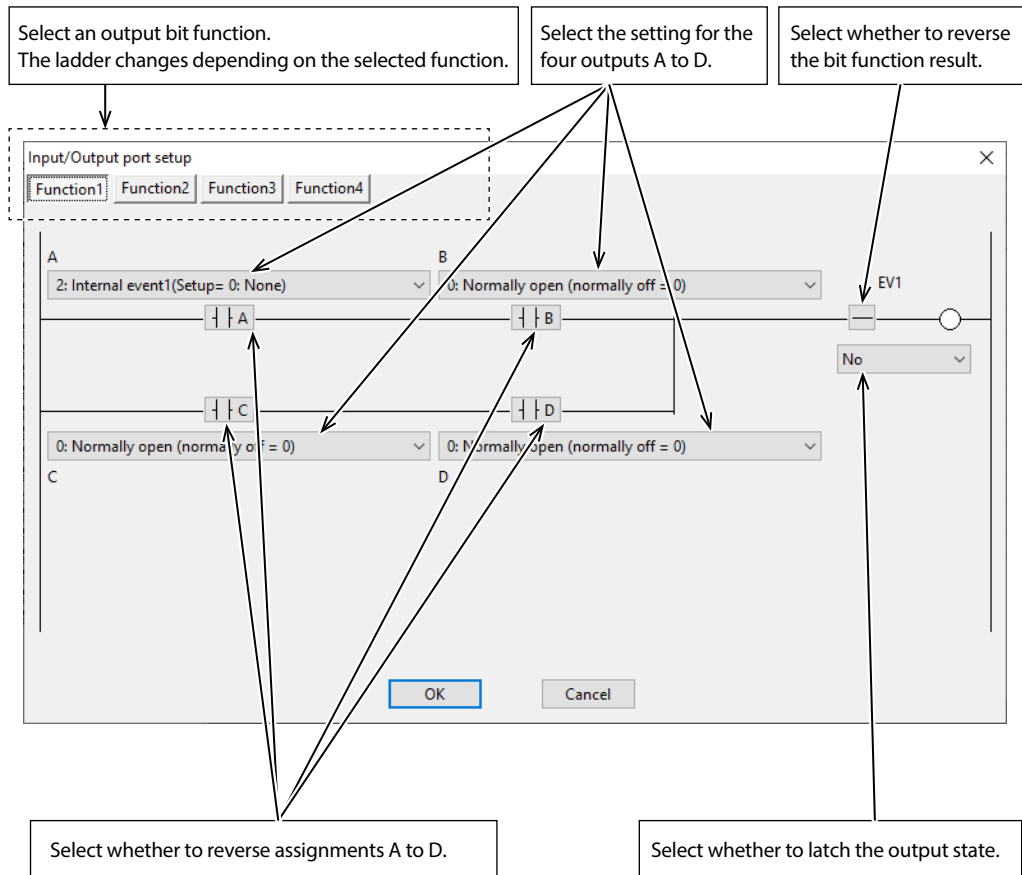 Select an output bit function.
The ladder changes depending on the selected function.
Select the setting for the
four outputs A to D.
Select whether to reverse
the bit function result.
Input/Output port setup
Function1 Function2 Function3 Function4
A
B
2: Internal event1(Setup= 0: None)
0: Normally open (normally off = 0)
EV1
A
B
No
C
D
0: Normally open (normally off = 0)
0: Normally open (normally off = 0)
C
D
OK
Cancel
Select whether to reverse assignments A to D.
Select whether to latch the output state.